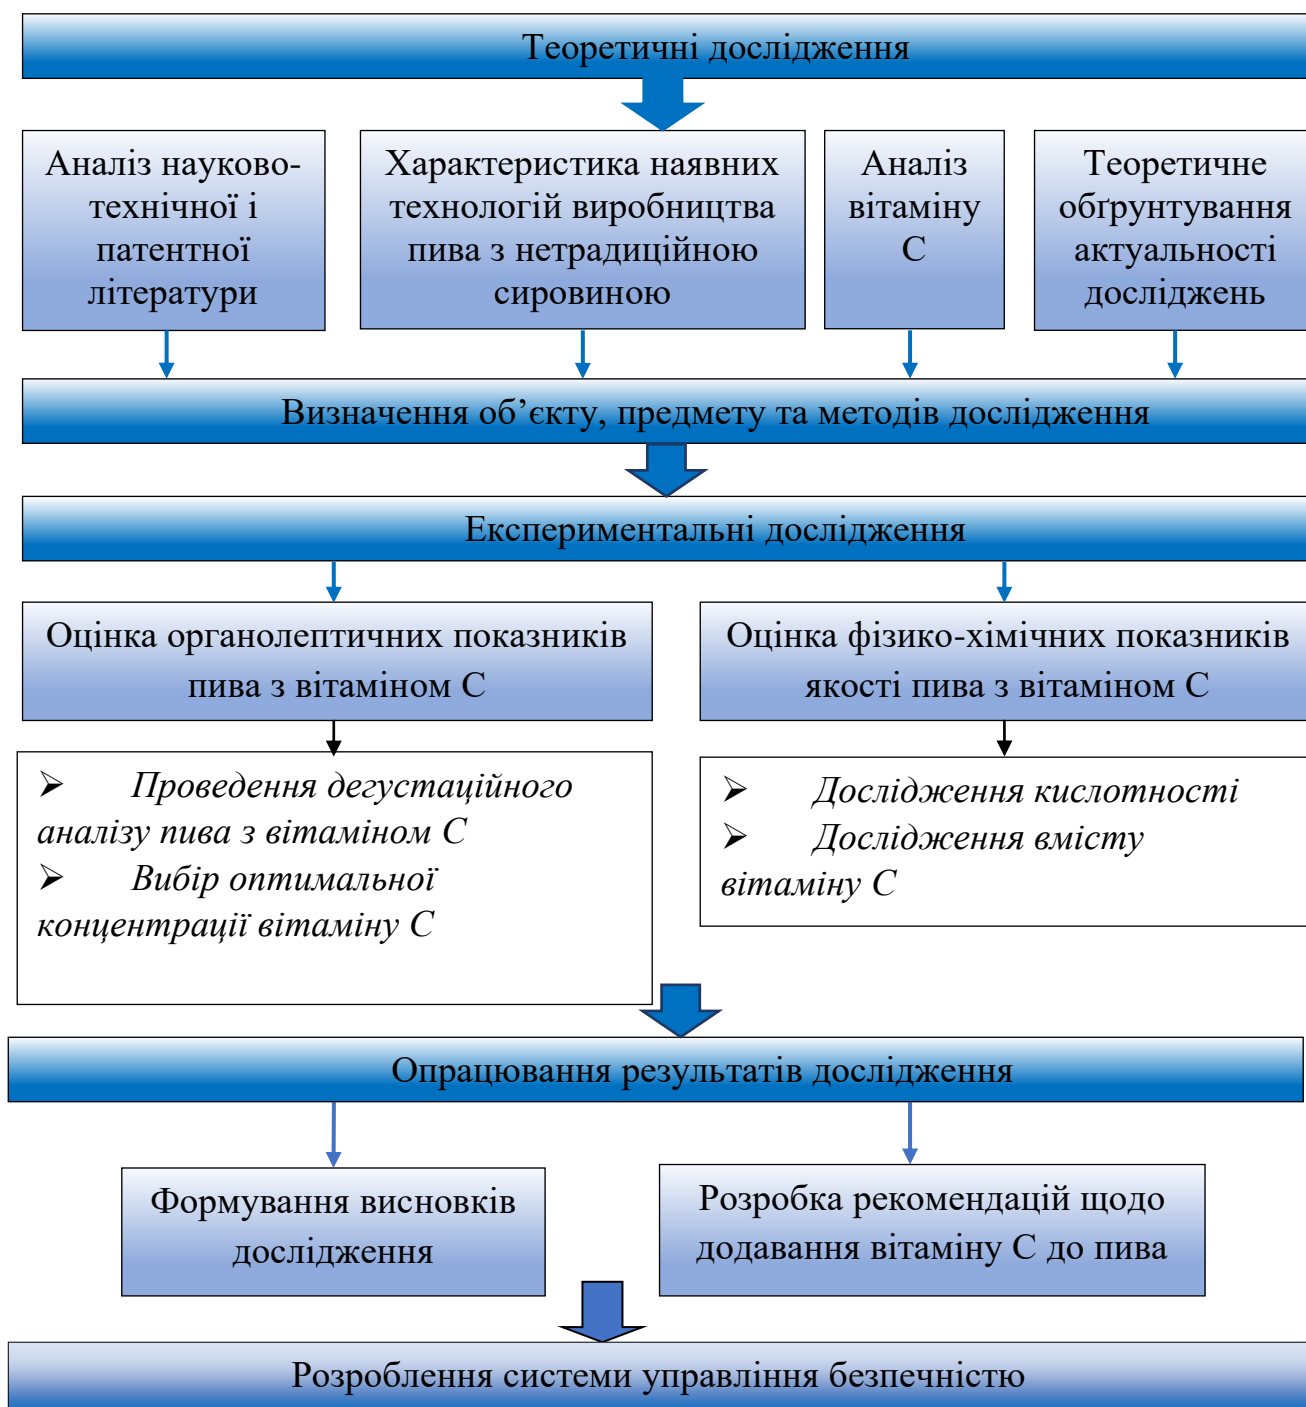 Теоретичні дослідження
Аналіз науково-
технічної і
патентної
літератури
Характеристика наявних
технологій виробництва
пива з нетрадиційною
сировиною
Аналіз
вітаміну
С
Теоретичне
обґрунтування
актуальності
досліджень
Визначення об’єкту, предмету та методів дослідження
Експериментальні дослідження
Оцінка органолептичних показників
пива з вітаміном С
Оцінка фізико-хімічних показників
якості пива з вітаміном С
➢ Проведення дегустаційного
аналізу пива з вітаміном С
➢ Вибір оптимальної
концентрації вітаміну С
➢ Дослідження кислотності
➢ Дослідження вмісту
вітаміну С
Опрацювання результатів дослідження
Формування висновків
дослідження
Розробка рекомендацій щодо
додавання вітаміну С до пива
Розроблення системи управління безпечністю